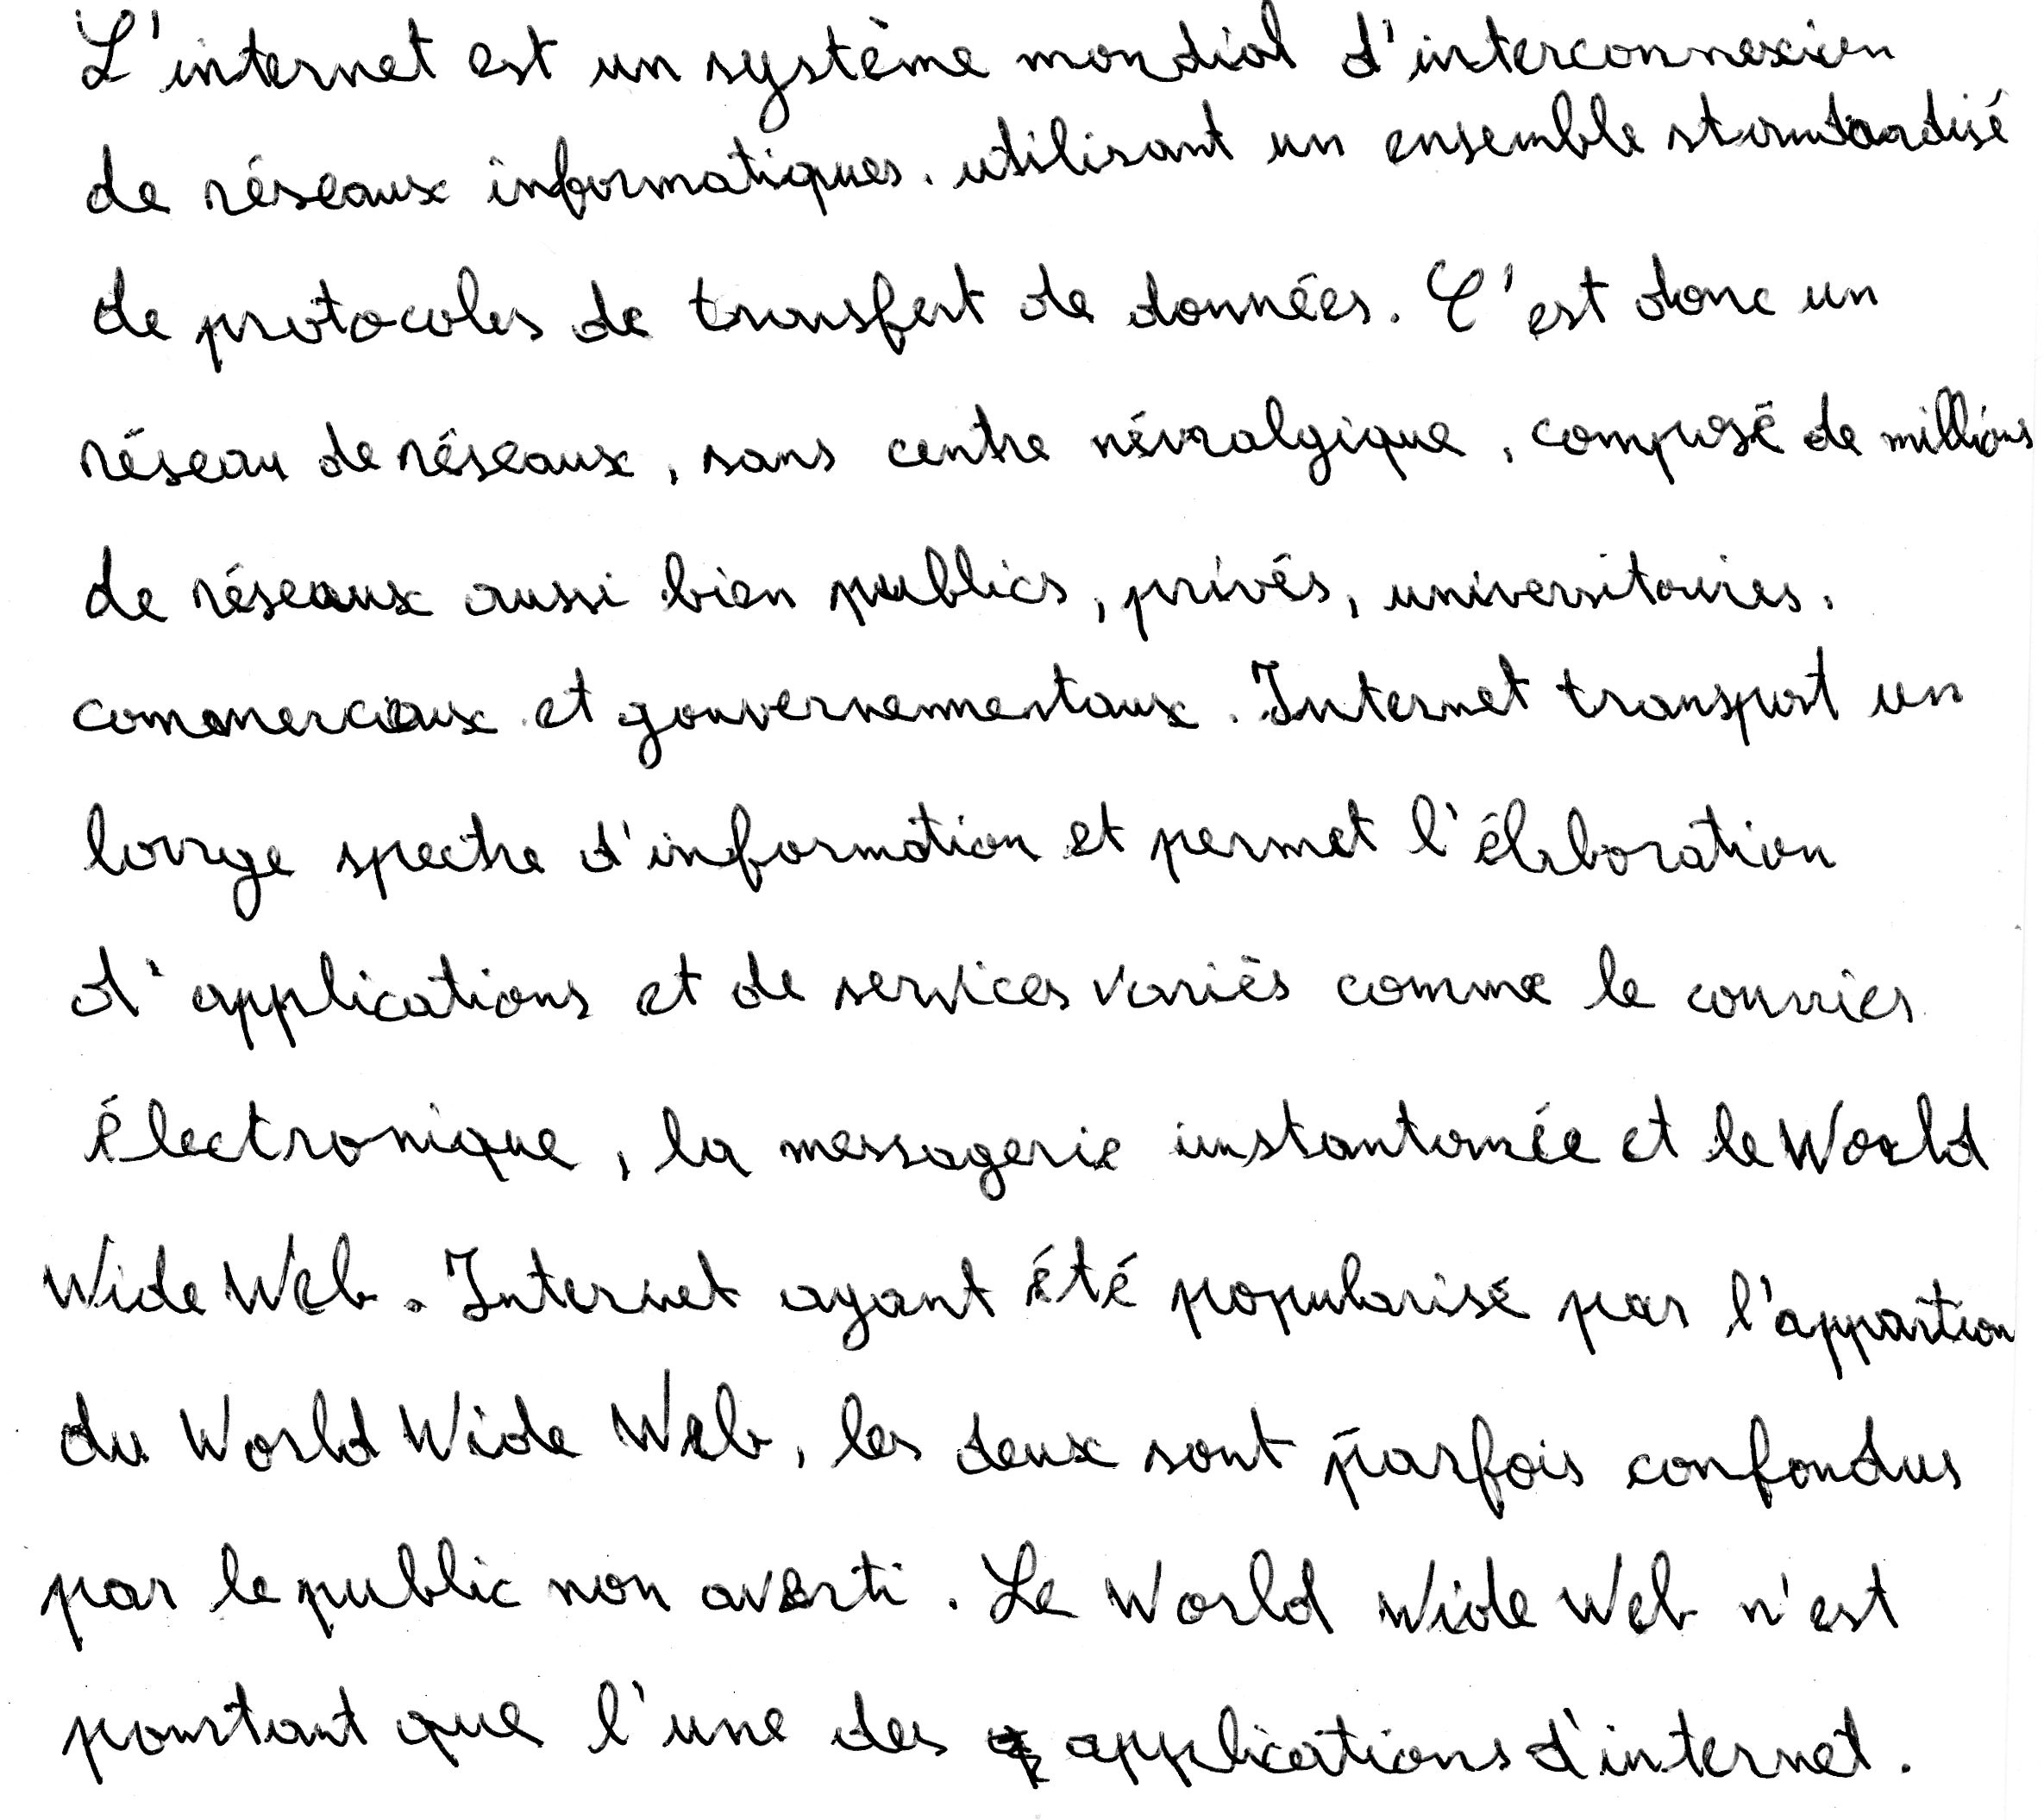 L'internet est un système mondial d'interconnexion
de réseaux informatiques. utilisant un ensemble standardisé
de protocoles de transfert de données. C'est donc un
réseau de réseaux, sans centre névralgique, composé de millions
de réseaux aussi bien publics, privés, universitaires,
commerciaux et gouvernementaux. Internet transport un
large spectre d'information et permet l'élaboration
d'applications et de services variés comme le courrier
électronique, la messagerie instantanée et le World
Wide Web. Internet ayant été popularisé par l'appartion
du World Wide Web, les deux sont parfois confondus
par le public non averti. Le World Wide Web n'est
pourtant que l'une des applications d'internet.